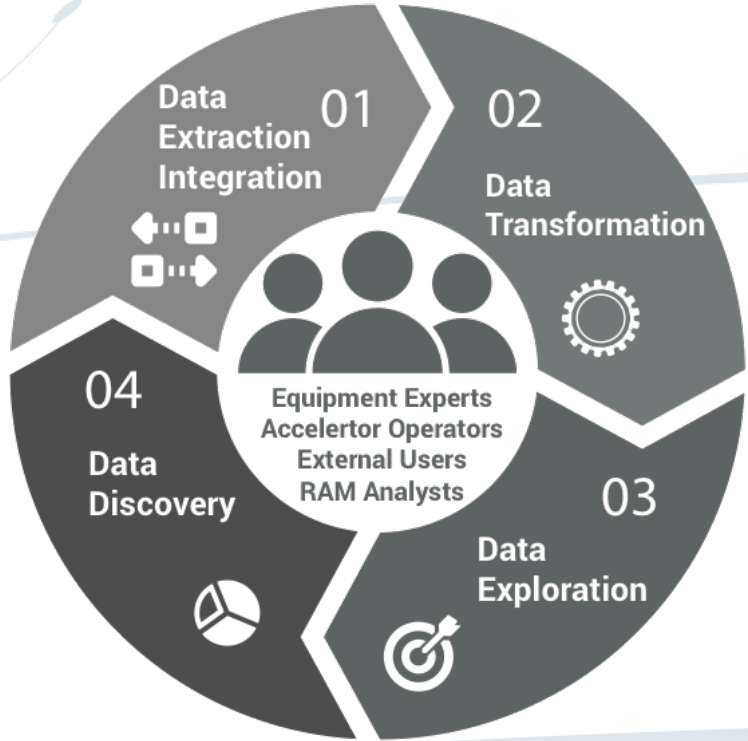 01
Data
Extraction
Integration
02
Data
Transformation
03
Data
Exploration
04
Data
Discovery
Equipment Experts
Accelertor Operators
External Users
RAM Analysts